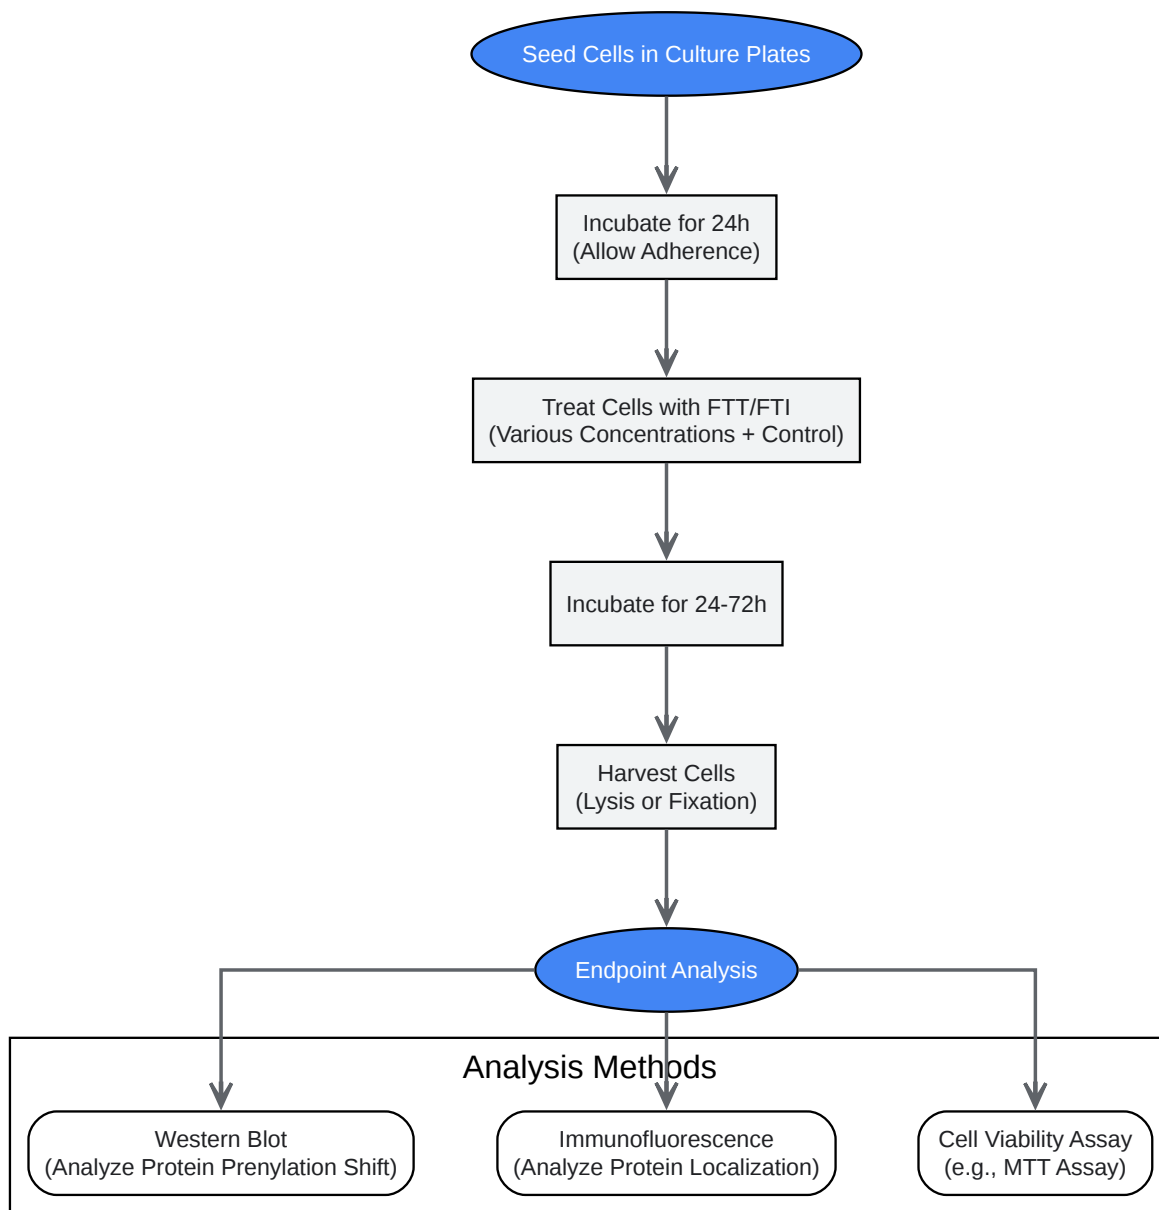 Seed Cells in Culture Plates
Incubate for 24h
(Allow Adherence)
Treat Cells with FTT/FTI
(Various Concentrations + Control)
Incubate for 24-72h
Harvest Cells
(Lysis or Fixation)
Endpoint Analysis
Analysis Methods
Western Blot
(Analyze Protein Prenylation Shift)
Immunofluorescence
(Analyze Protein Localization)
Cell Viability Assay
(e.g., MTT Assay)